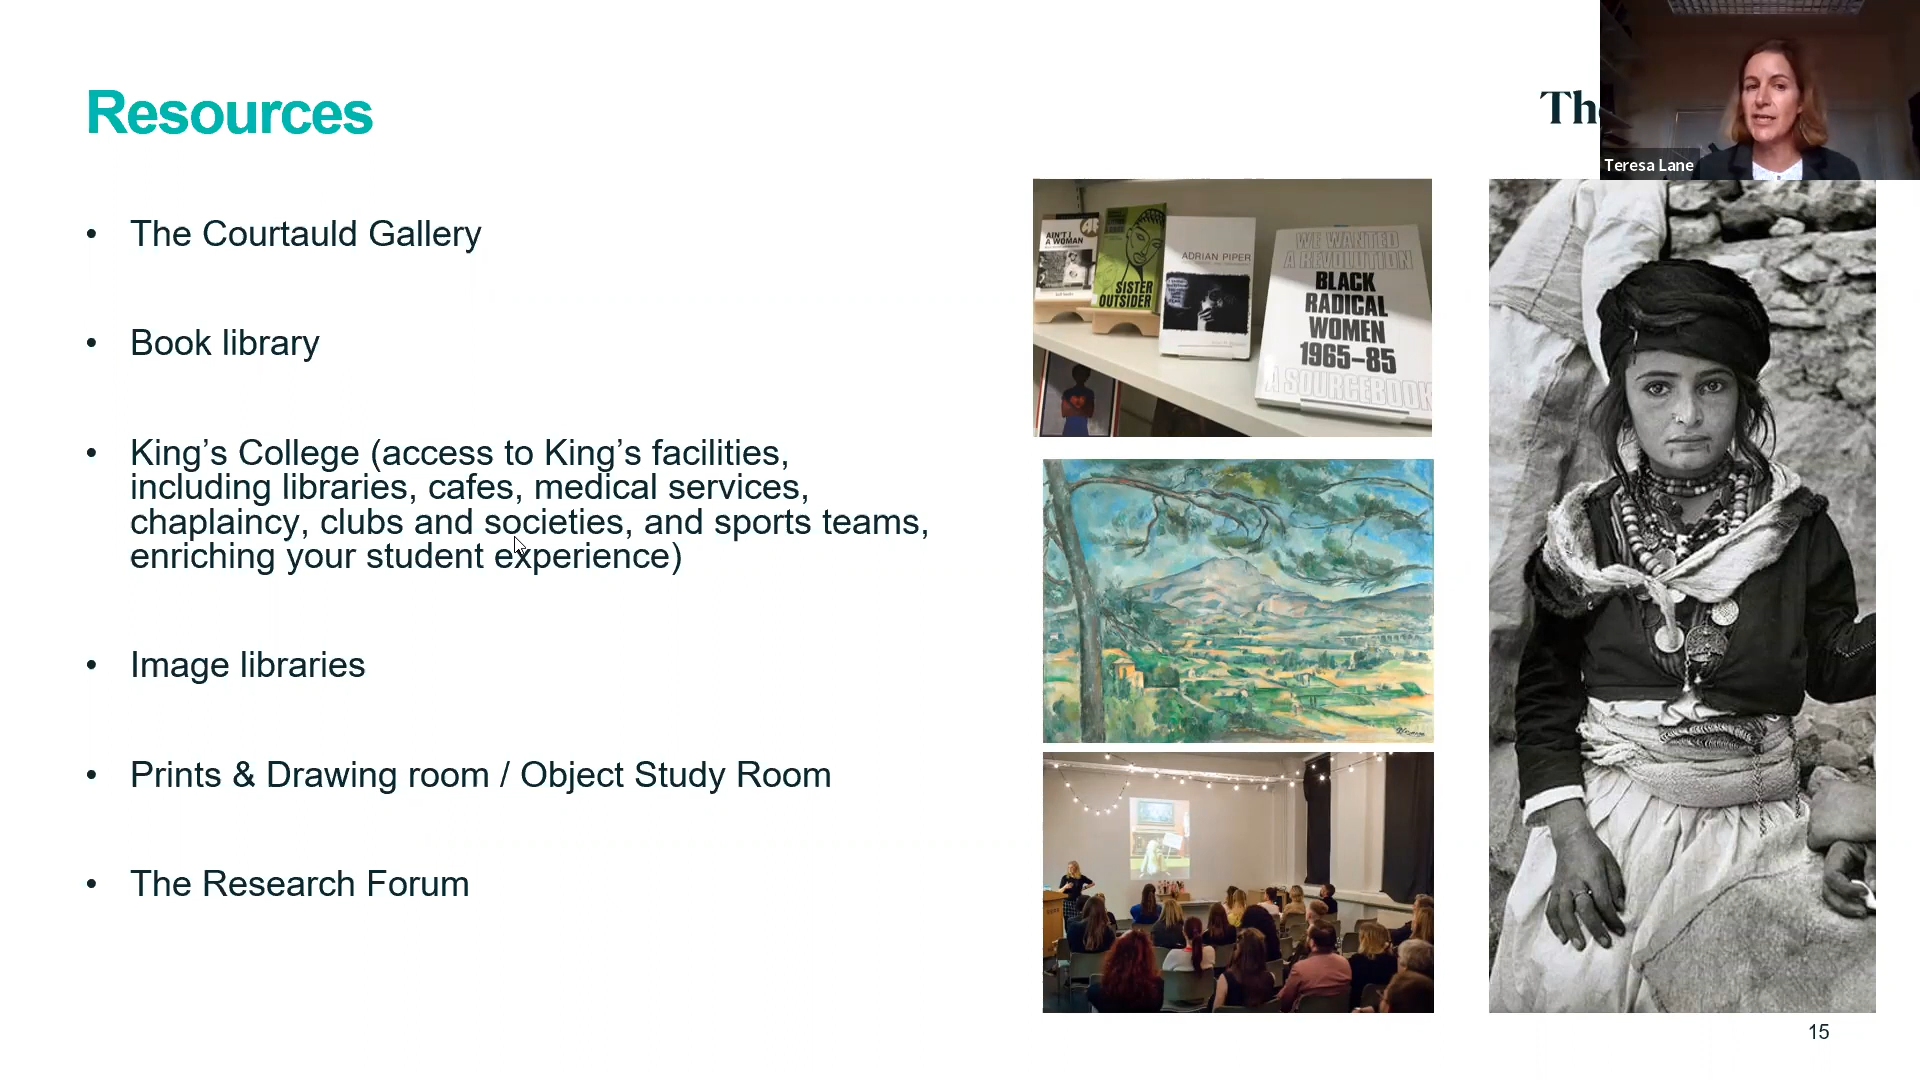 Resources
The
Teresa Lane
• The Courtauld Gallery
• Book library
• King’s College (access to King’s facilities,
including libraries, cafes, medical services,
chaplaincy, clubs and societies, and sports teams,
enriching your student experience)
• Image libraries
• Prints & Drawing room / Object Study Room
• The Research Forum
AIN'T I
A WOMAN
SISTER
OUTSIDER
ADRIAN PIPER
WE WANTED
A REVOLUTION
BLACK
RADICAL
WOMEN
1965–85
A SOURCEBOOK
15